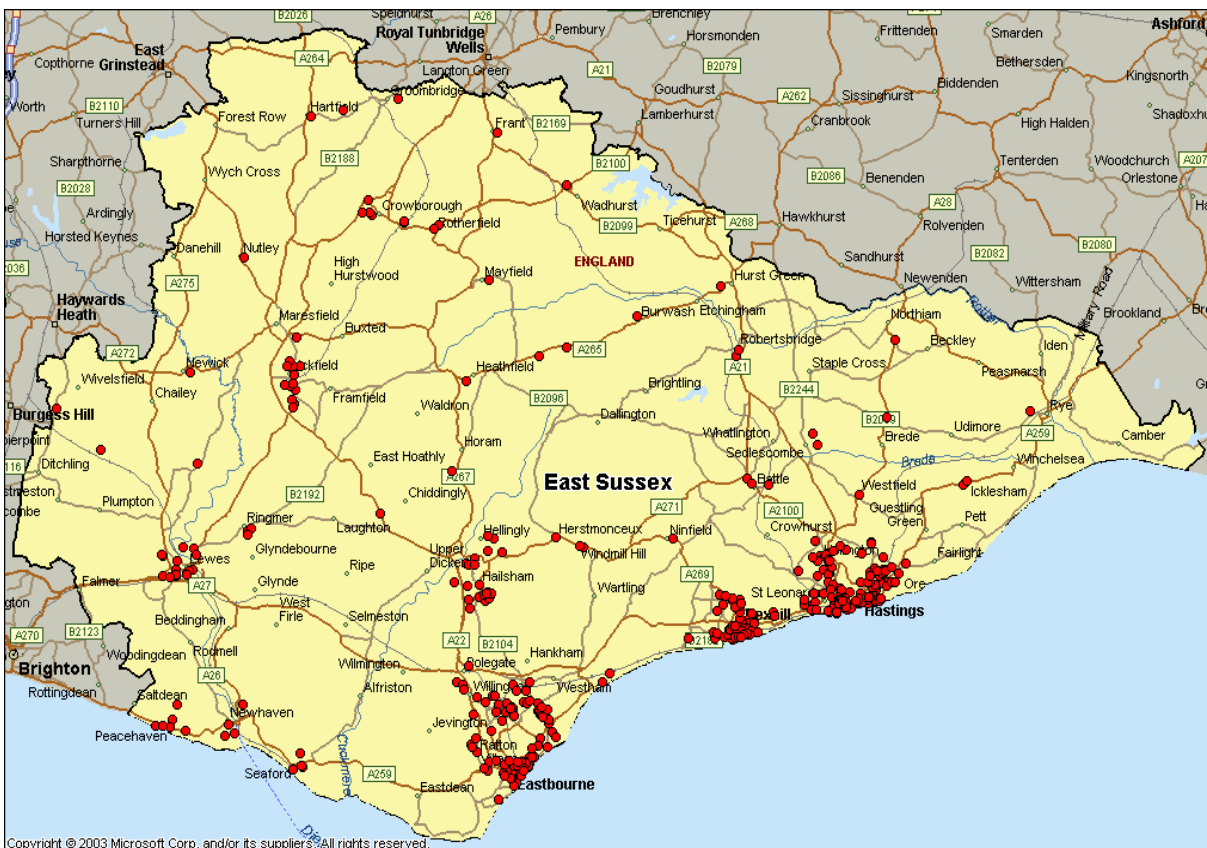 B2026
Speldhurst
A26
Pembury
Brenchley
Horsmonden
Frittenden
Smarden
Ashford
Royal Tunbridge
Wells
East
Grinstead
Copthorne
A264
Langton Green
A21
B2079
Biddenden
Bethersden
Kingsnorth
Worth
B2110
Turners Hill
Forest Row
Hartfield
Groombridge
Goudhurst
A262
Sissinghurst
Lamberhurst
Cranbrook
High Halden
Frant
B2169
B2188
B2100
Sharpthorne
B2028
Wych Cross
Tenterden
Woodchurch
Orlestone
A207
B2086
Benenden
Ardingly
Crowborough
Wadhurst
Ticehurst
A268
Hawkhurst
A28
Rolvenden
Horsted Keynes
Danehill
Rotherfield
B2099
B2080
B2082
Nutley
High
Hurstwood
ENGLAND
Sandhurst
Newenden
Wittersham
Military Road
A275
Mayfield
Hurst Green
Haywards
Heath
Etchingham
Burwash
Rother
Brookland
Northiam
Maresfield
Buxted
Robertsbridge
Beckley
Iden
A272
Newick
A265
A21
Staple Cross
Peasmarsh
Wivelsfield
Chailey
Heathfield
Brightling
B2244
Burgess Hill
Framfield
Waldron
B2096
Dallington
Rye
Whatlington
Udimore
A259
Camber
Horam
Sedlescombe
Brede
Ditchling
East Hoathly
Brede
Winchelsea
A267
East Sussex
Battle
Westfield
Icklesham
Plumpton
B2192
Chiddingly
A271
A2100
Guestling
Green
Pett
Ringmer
Laughton
Hellingly
Herstmonceux
Ninfield
Crowhurst
Glyndebourne
Upper
Windmill Hill
Fairlight
Ripe
Hailsham
A269
Falmer
A27
Glynde
Wartling
Ore
West
Firle
Selmeston
Hastings
Beddingham
A270
B2123
Rodmell
A22
B2104
Hankham
Brighton
Woodingdean
Wilmington
Polegate
Rottingdean
A26
Westham
Saltdean
Alfriston
Newhaven
Jevington
Peacehaven
Ratton
Cuckmere
Seaford
A259
Eastdean
Eastbourne
Copyright © 2003 Microsoft Corp. and/or its suppliers. All rights reserved.